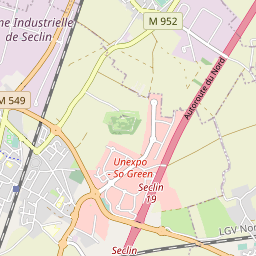 ne Industrielle
de Seclin
M 952
Autoroute du Nord
M 549
Unexpo
- So Green
Seclin
19
LGV Nor
Seclin